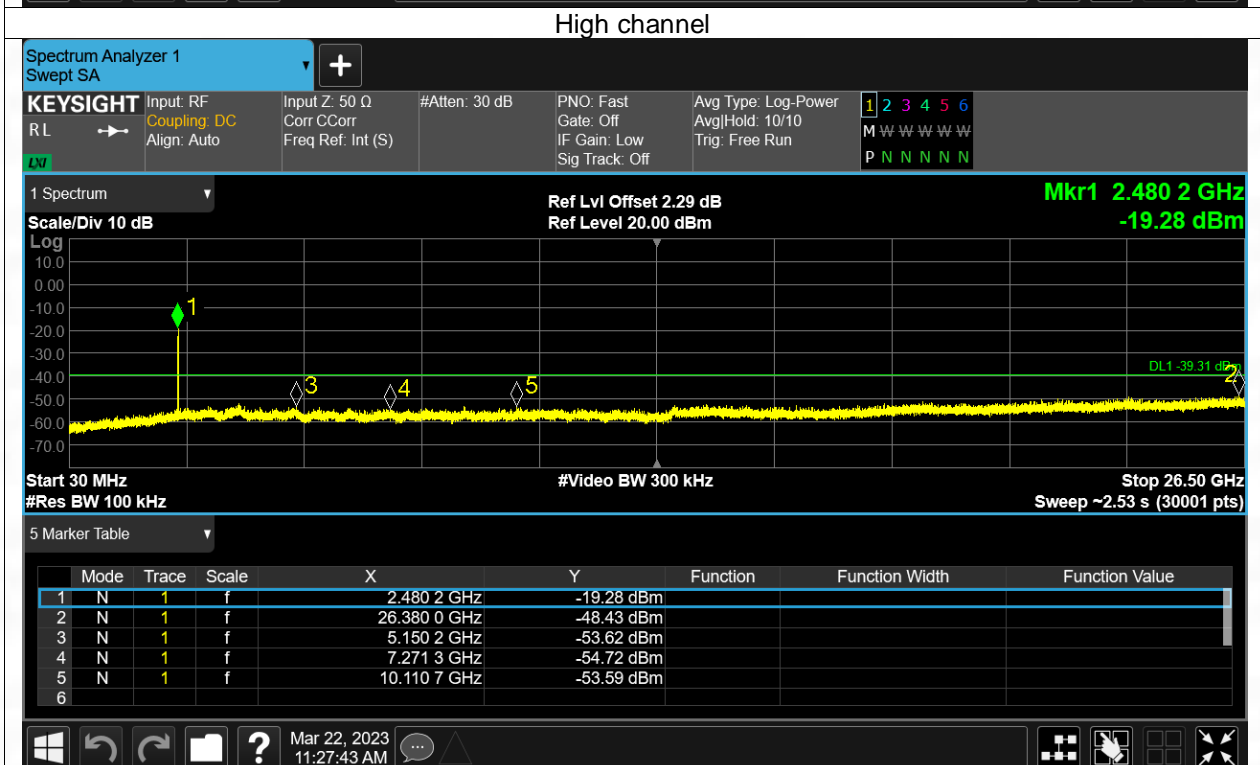 High channel
Spectrum Analyzer 1
Swept SA
KEYSIGHT
RL
LXI
Input: RF
Coupling: DC
Align: Auto
Input Z: 50 Ω
Corr CCorr
Freq Ref: Int (S)
#Atten: 30 dB
PNO: Fast
Gate: Off
IF Gain: Low
Sig Track: Off
Avg Type: Log-Power
Avg|Hold: 10/10
Trig: Free Run
1 2 3 4 5 6
M W W W W W
P N N N N N
1 Spectrum
Scale/Div 10 dB
Ref Lvl Offset 2.29 dB
Ref Level 20.00 dBm
Mkr1 2.480 2 GHz
-19.28 dBm
Log
10.0
0.00
-10.0
-20.0
-30.0
-40.0
-50.0
-60.0
-70.0
1
3
4
5
2
DL1 -39.31 dBm
Start 30 MHz
#Video BW 300 kHz
Stop 26.50 GHz
#Res BW 100 kHz
Sweep ~2.53 s (30001 pts)
5 Marker Table
Mode Trace Scale X Y Function Function Width Function Value
1 N 1 f 2.480 2 GHz -19.28 dBm
2 N 1 f 26.380 0 GHz -48.43 dBm
3 N 1 f 5.150 2 GHz -53.62 dBm
4 N 1 f 7.271 3 GHz -54.72 dBm
5 N 1 f 10.110 7 GHz -53.59 dBm
6
?
Mar 22, 2023
11:27:43 AM